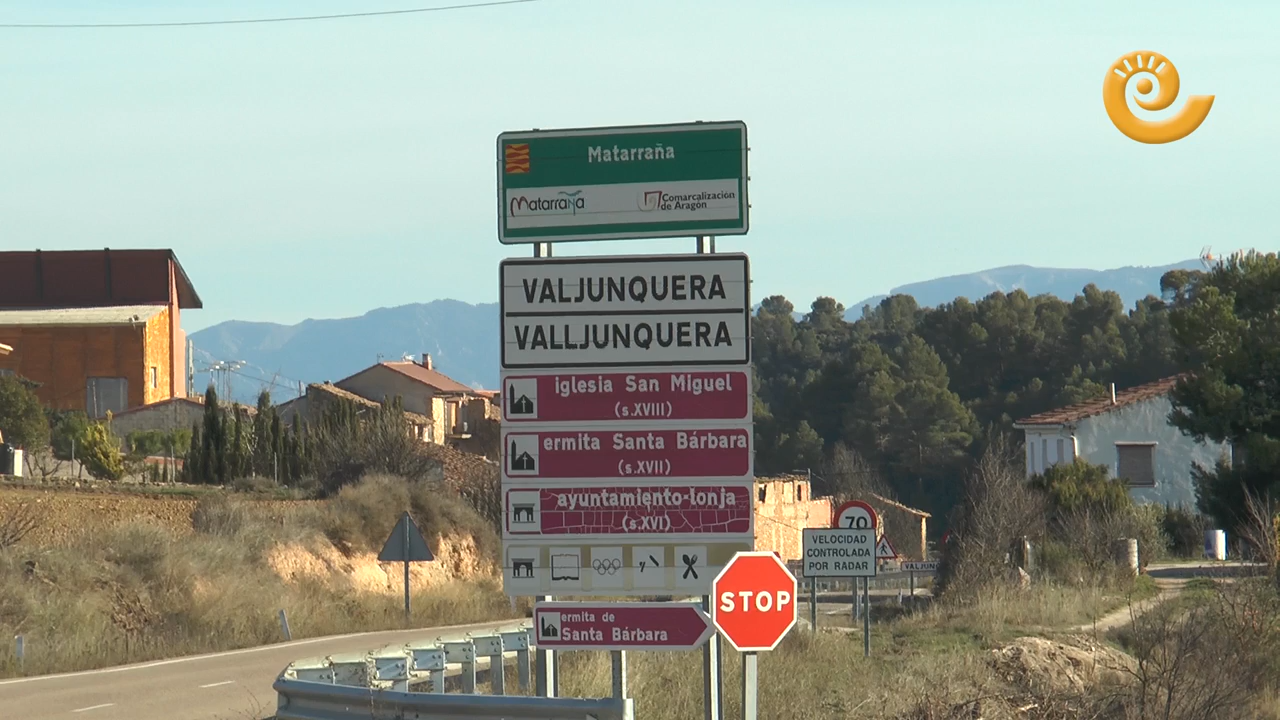 Matarraña
Matarraña
Comarcalización
de Aragón
VALJUNQUERA
VALLJUNQUERA
iglesia San Miguel
(s.XVIII)
ermita Santa Bárbara
(s.XVII)
ayuntamiento-lonja
(s.XVI)
70
VELOCIDAD
CONTROLADA
POR RADAR
STOP
ermita de
Santa Bárbara